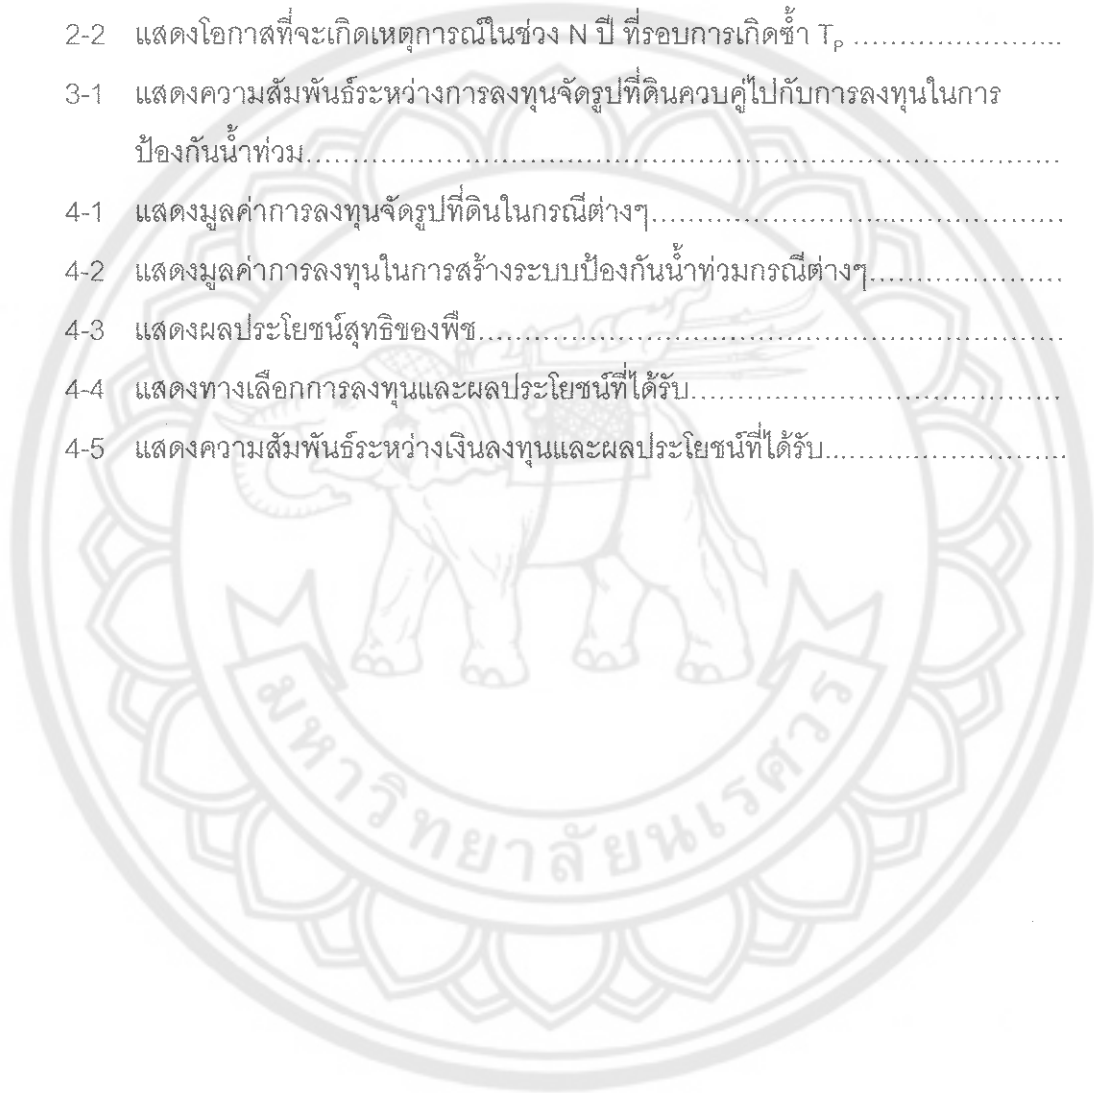 2-2 แสดงโอกาสที่จะเกิดเหตุการณ์ในช่วง N ปี ที่รอบการเกิดซ้ำ Tp ........................
3-1 แสดงความสัมพันธ์ระหว่างการลงทุนจัดรูปที่ดินควบคู่ไปกับการลงทุนในการ
ป้องกันน้ำท่วม................................................................................
4-1 แสดงมูลค่าการลงทุนจัดรูปที่ดินในกรณีต่างๆ............................................
4-2 แสดงมูลค่าการลงทุนในการสร้างระบบป้องกันน้ำท่วมกรณีต่างๆ.....................
4-3 แสดงผลประโยชน์สุทธิของพืช..............................................................
4-4 แสดงทางเลือกการลงทุนและผลประโยชน์ที่ได้รับ.......................................
4-5 แสดงความสัมพันธ์ระหว่างเงินลงทุนและผลประโยชน์ที่ได้รับ..........................
มหาวิทยาลัยนเรศวร